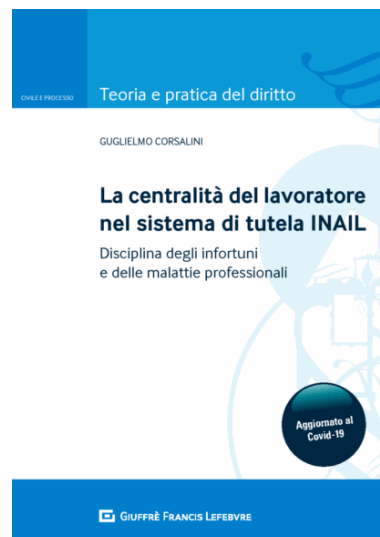 CIVILE E PROCESSO
Teoria e pratica del diritto
GUGLIELMO CORSALINI
La centralità del lavoratore
nel sistema di tutela INAIL
Disciplina degli infortuni
e delle malattie professionali
Aggiornato al
Covid-19
GIUFFRÈ FRANCIS LEFEBVRE